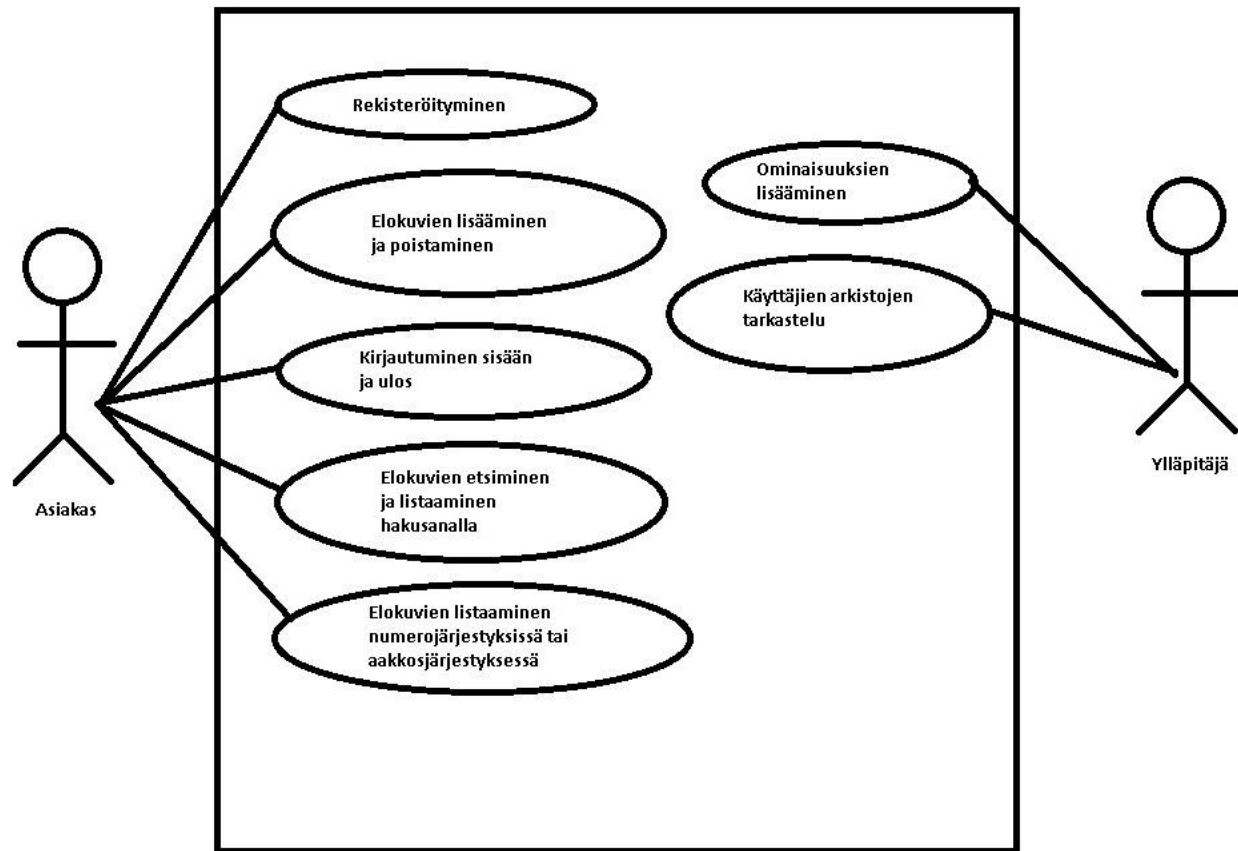 Rekisteröityminen
Elokuvien lisääminen
ja poistaminen
Kirjautuminen sisään
ja ulos
Elokuvien etsiminen
ja listaaminen
hakusanalla
Elokuvien listaaminen
numerojärjestyksissä tai
aakkosjärjestyksessä
Asiakas
Ominaisuuksien
lisääminen
Käyttäjien arkistojen
tarkastelu
Ylläpitäjä